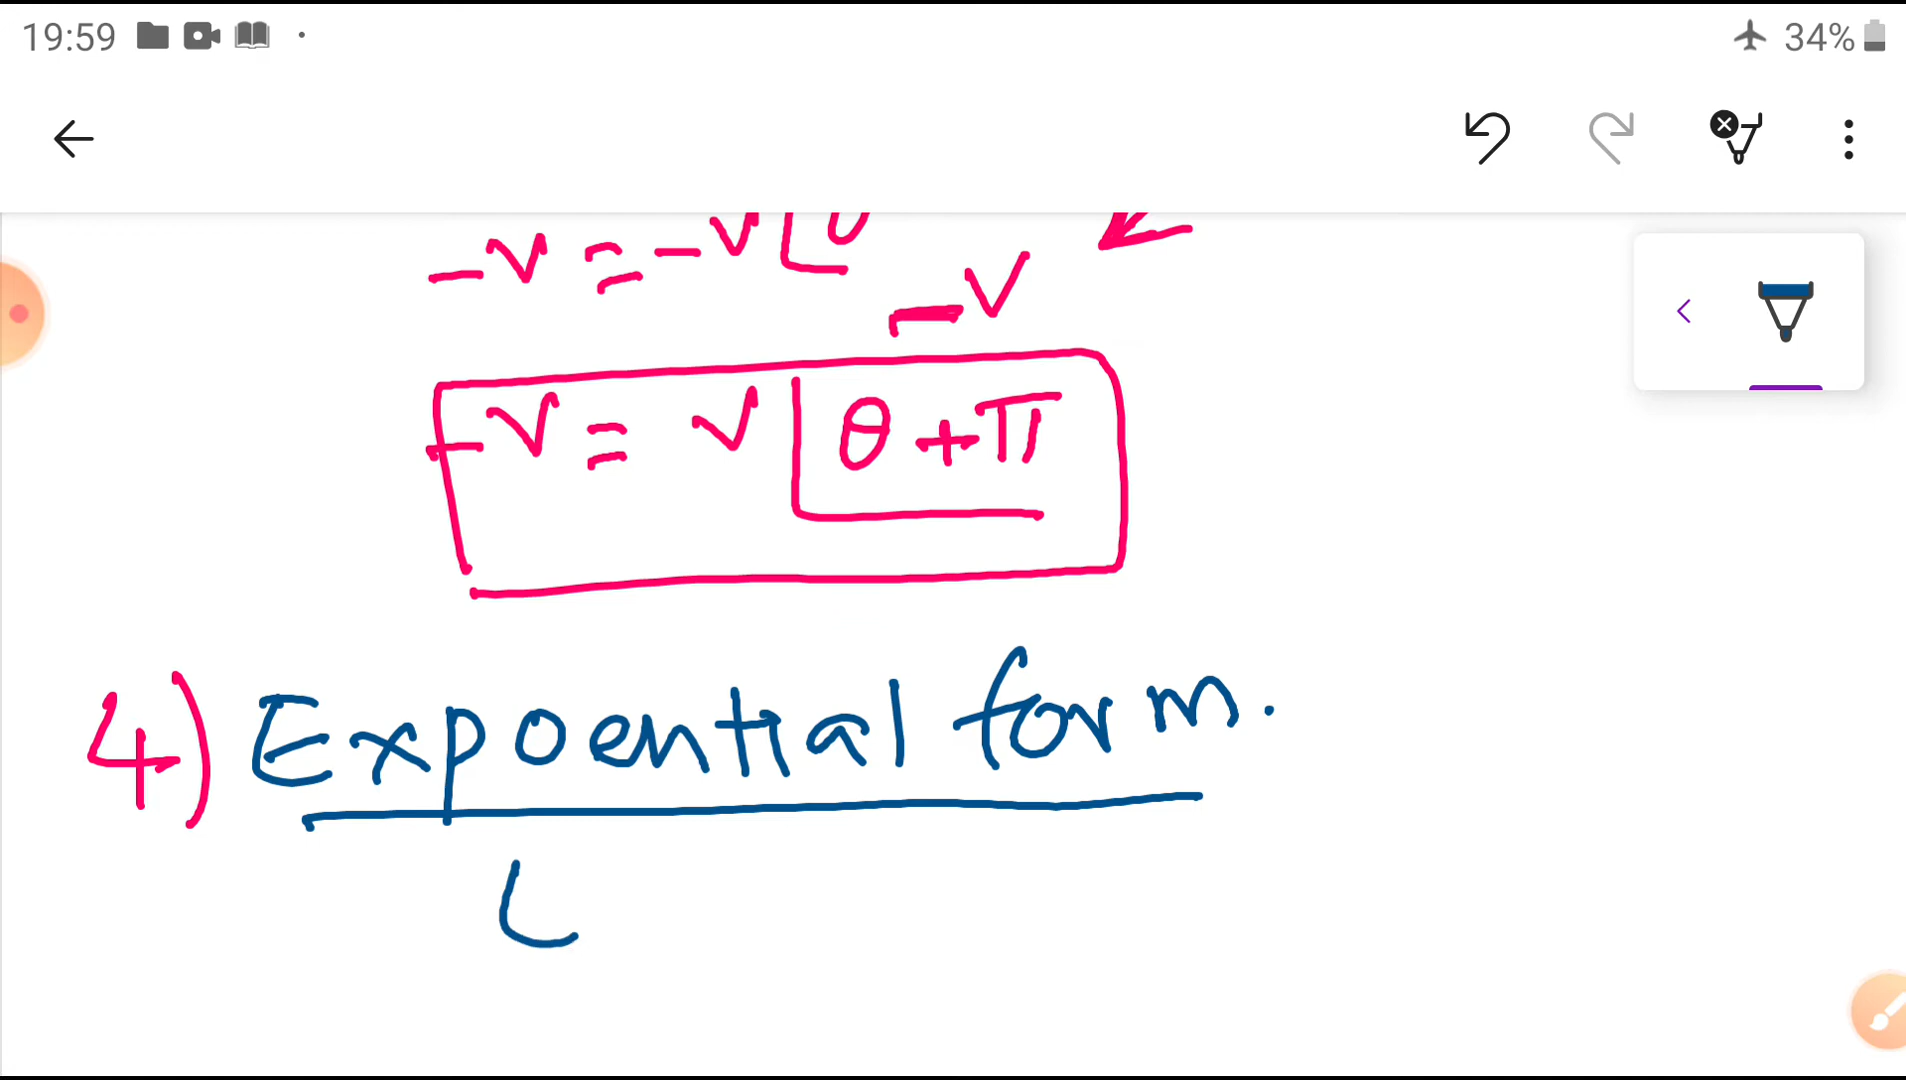 19:59 34%
-V = -V∠θ
-V
-V = V∠θ+π
4) Expoential form.